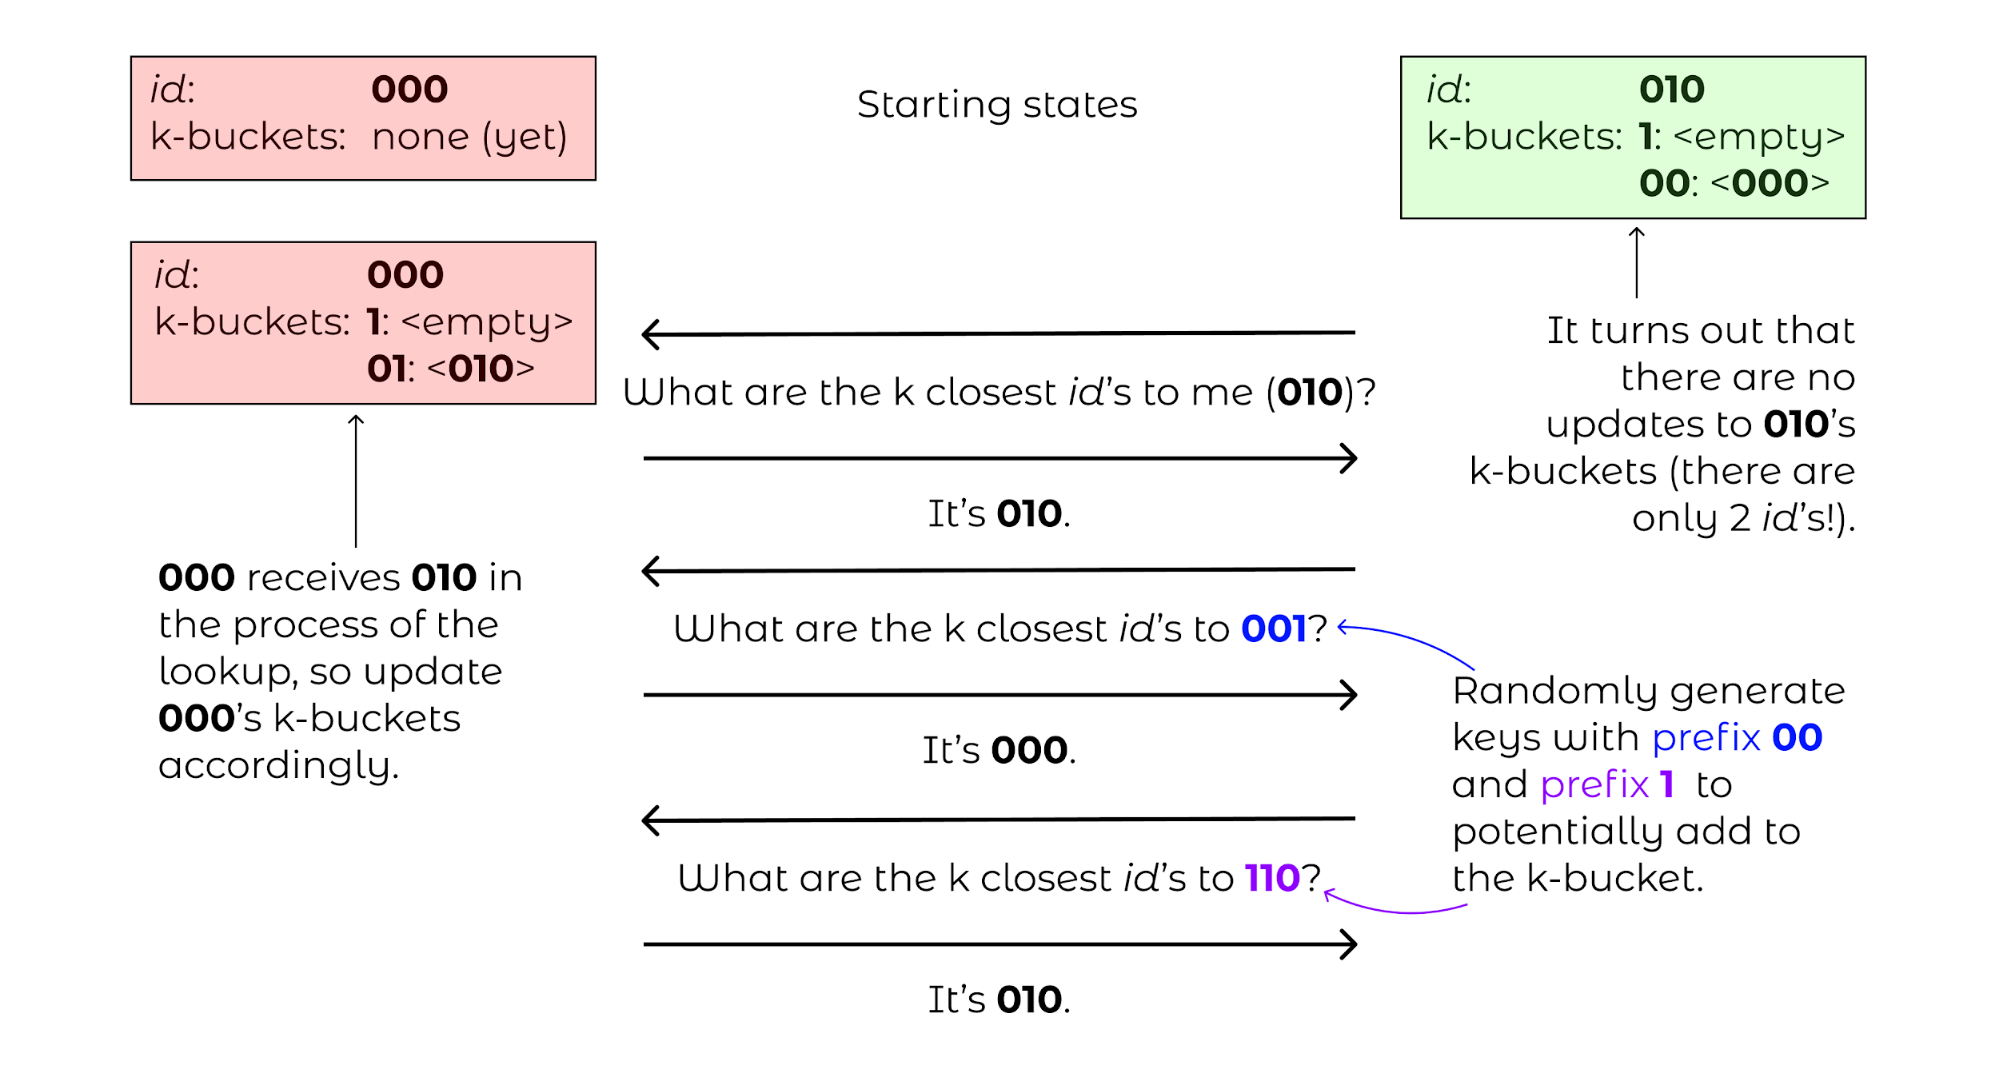 id: 000
k-buckets: none (yet)
Starting states
id: 010
k-buckets: 1: <empty>
00: <000>
id: 000
k-buckets: 1: <empty>
01: <010>
What are the k closest id's to me (010)?
It's 010.
It turns out that
there are no
updates to 010's
k-buckets (there are
only 2 id's!).
000 receives 010 in
the process of the
lookup, so update
000's k-buckets
accordingly.
What are the k closest id's to 001?
It's 000.
Randomly generate
keys with prefix 00
and prefix 1 to
potentially add to
the k-bucket.
What are the k closest id's to 110?
It's 010.